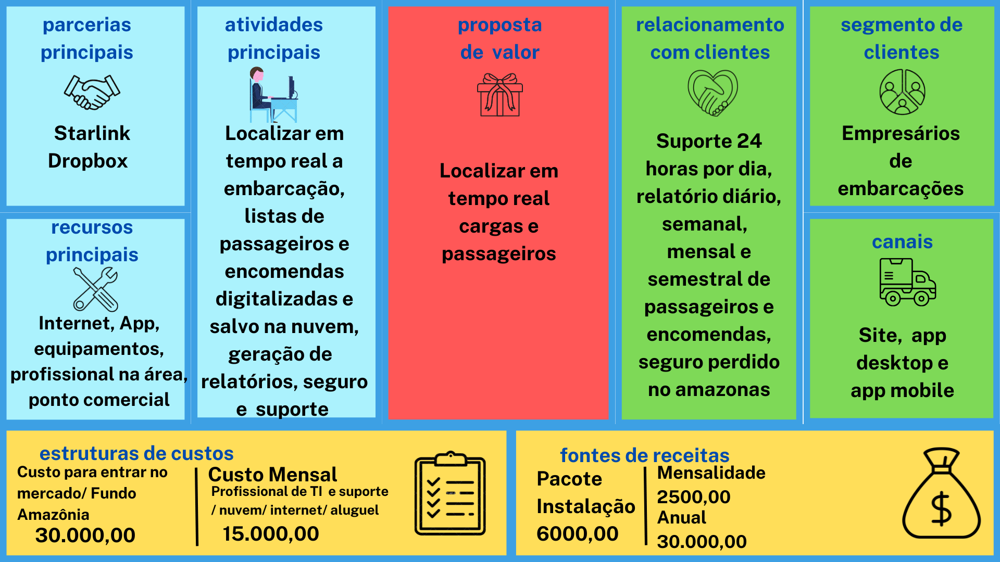 parcerias
principais
Starlink
Dropbox
recursos
principais
Internet, App,
equipamentos,
profissional na área,
ponto comercial
atividades
principais
Localizar em
tempo real a
embarcação,
listas de
passageiros e
encomendas
digitalizadas e
salvo na nuvem,
geração de
relatórios, seguro
e suporte
proposta
de valor
Localizar em
tempo real
cargas e
passageiros
relacionamento
com clientes
Suporte 24
horas por dia,
relatório diário,
semanal,
mensal e
semestral de
passageiros e
encomendas,
seguro perdido
no amazonas
segmento de
clientes
Empresários
de
embarcações
canais
Site, app
desktop e
app mobile
estruturas de custos
Custo para entrar no
mercado/ Fundo
Amazônia
30.000,00
Custo Mensal
Profissional de TI e suporte
/ nuvem/ internet/ aluguel
15.000,00
fontes de receitas
Pacote
Instalação
6000,00
Mensalidade
2500,00
Anual
30.000,00
$